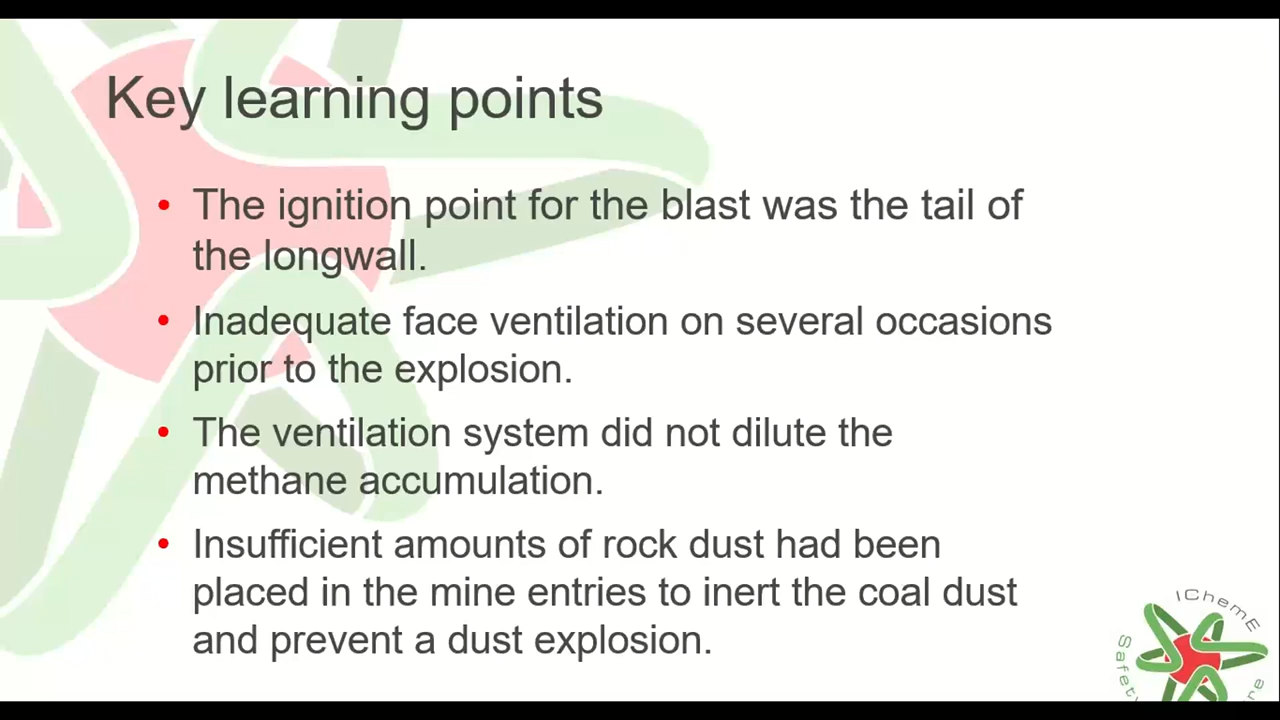 Key learning points
• The ignition point for the blast was the tail of
the longwall.
• Inadequate face ventilation on several occasions
prior to the explosion.
• The ventilation system did not dilute the
methane accumulation.
• Insufficient amounts of rock dust had been
placed in the mine entries to inert the coal dust
and prevent a dust explosion.
IChemE